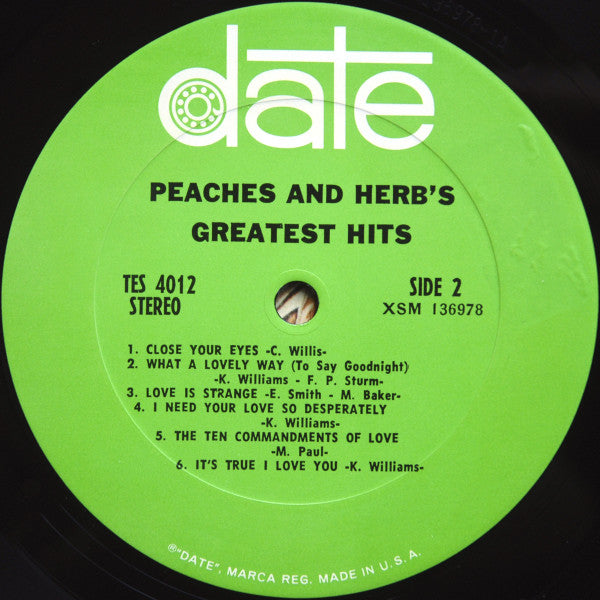 date
PEACHES AND HERB'S
GREATEST HITS
TES 4012
STEREO
SIDE 2
XSM 136978
1. CLOSE YOUR EYES -C. Willis-
2. WHAT A LOVELY WAY (To Say Goodnight)
-K. Williams - F. P. Sturm-
3. LOVE IS STRANGE -E. Smith - M. Baker-
4. I NEED YOUR LOVE SO DESPERATELY
-K. Williams-
5. THE TEN COMMANDMENTS OF LOVE
-M. Paul-
6. IT'S TRUE I LOVE YOU -K. Williams-
®"DATE", MARCA REG. MADE IN U.S.A.